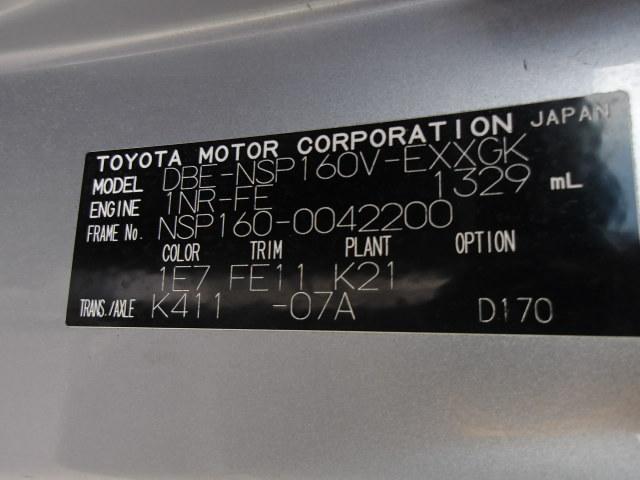 TOYOTA MOTOR CORPORATION JAPAN
MODEL DBE-NSP160V-EXXGK
ENGINE 1NR-FE 1329 mL
FRAME No. NSP160-0042200
COLOR TRIM PLANT OPTION
1E7 FE11 K21
TRANS./AXLE K411 -07A D170